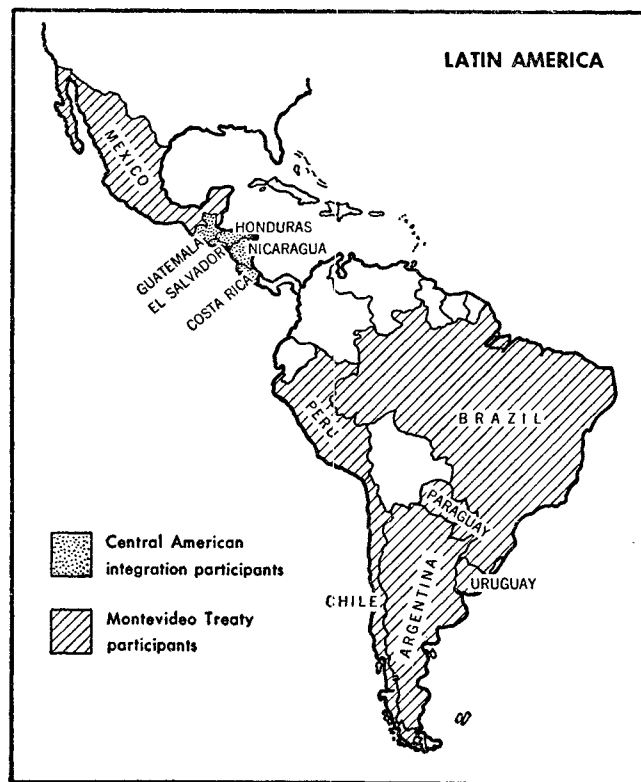 LATIN AMERICA
MEXICO
HONDURAS
NICARAGUA
GUATEMALA
EL SALVADOR
COSTA RICA
PERU
BRAZIL
PARAGUAY
URUGUAY
CHILE
ARGENTINA
Central American
integration participants
Montevideo Treaty
participants